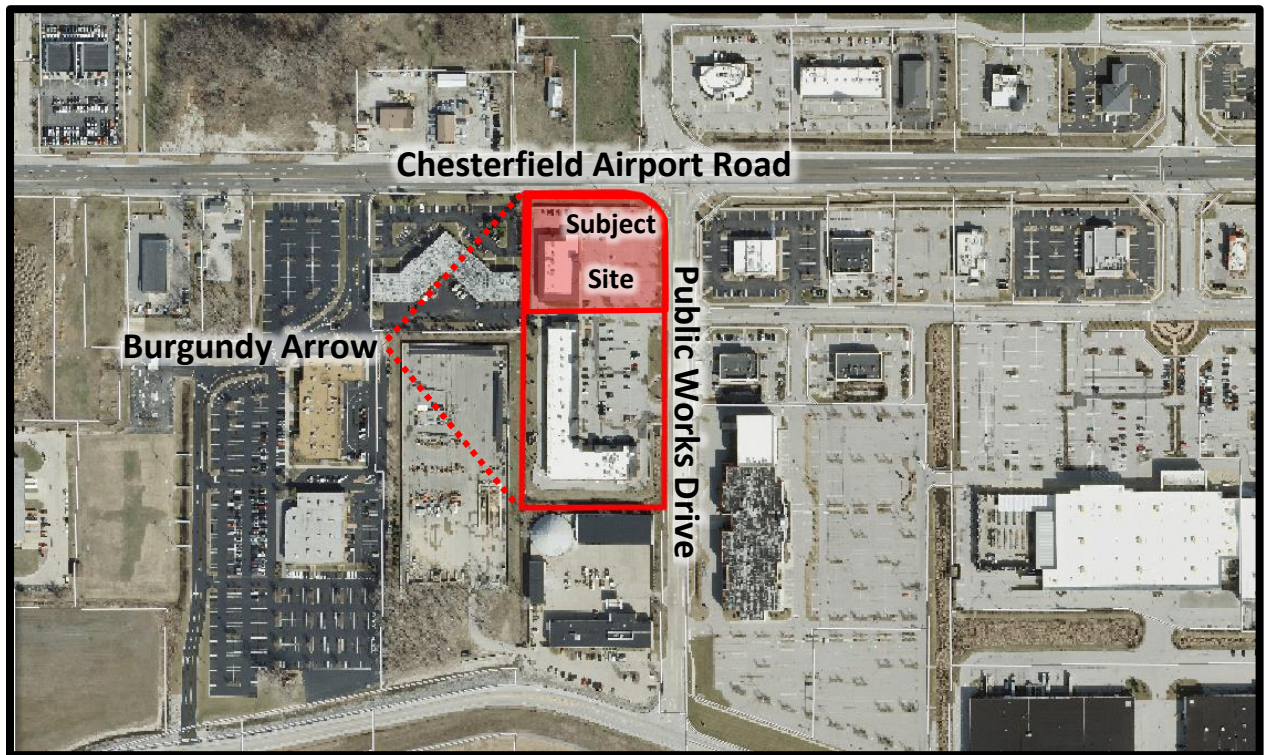 Chesterfield Airport Road
Subject
Site
Burgundy Arrow
Public Works Drive